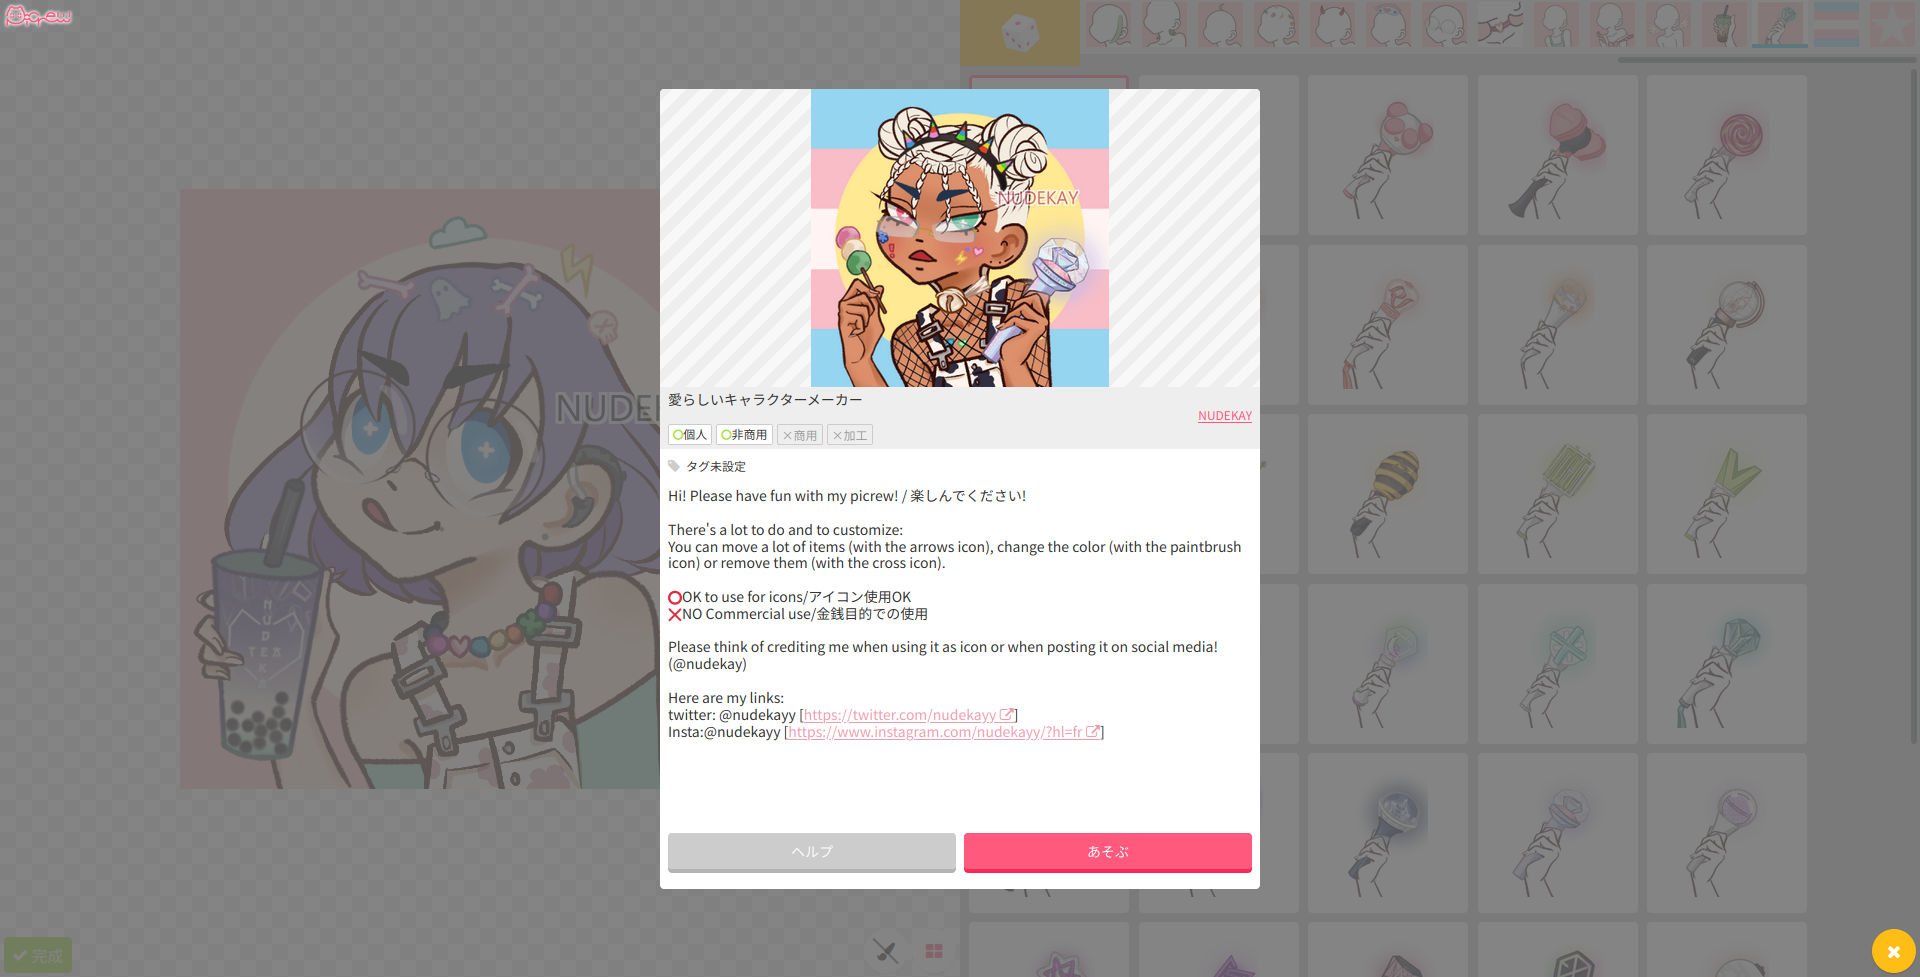 Picrew
NUDEKAY
NUDE
TEA
KA
愛らしいキャラクターメーカー
NUDEKAY
個人
非商用
×商用
×加工
タグ未設定
Hi! Please have fun with my picrew! / 楽しんでください!
There's a lot to do and to customize:
You can move a lot of items (with the arrows icon), change the color (with the paintbrush
icon) or remove them (with the cross icon).
⭕OK to use for icons/アイコン使用OK
❌NO Commercial use/金銭目的での使用
Please think of crediting me when using it as icon or when posting it on social media!
(@nudekay)
Here are my links:
twitter: @nudekayy [https://twitter.com/nudekayy]
Insta:@nudekayy [https://www.instagram.com/nudekayy/?hl=fr]
ヘルプ
あそぶ
完成